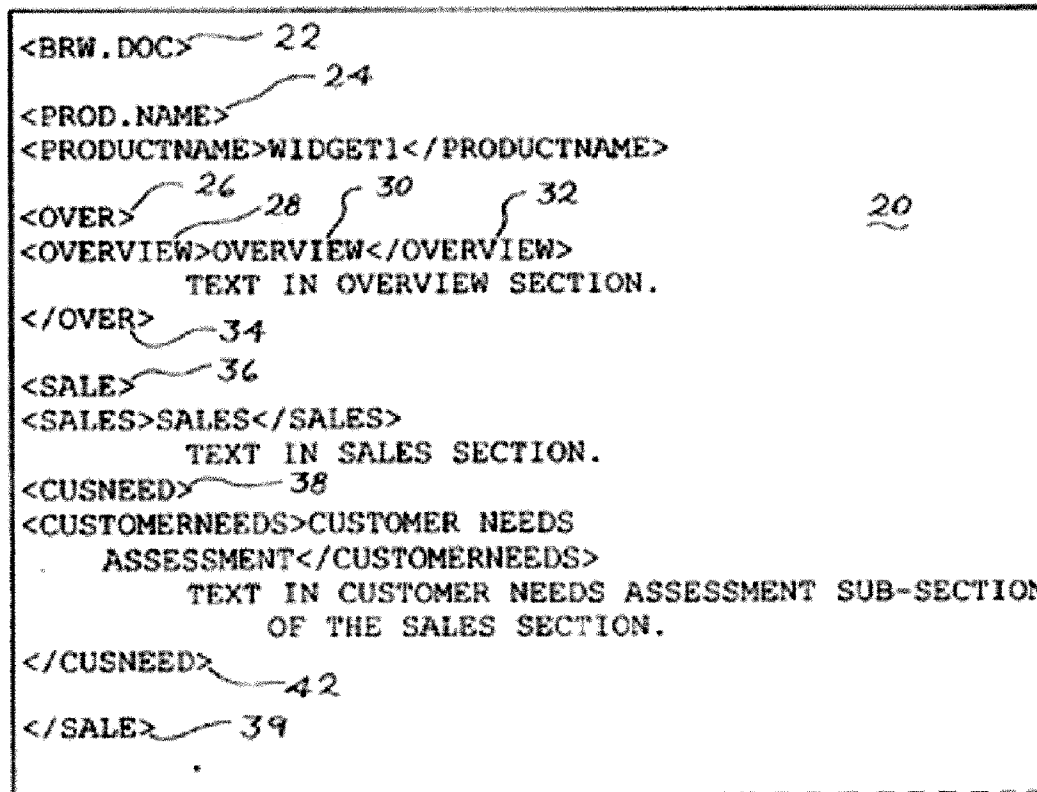 <BRW.DOC> 22
24
<PROD.NAME>
<PRODUCTNAME>WIDGET1</PRODUCTNAME>
<OVER> 26 28 30 32 20
<OVERVIEW>OVERVIEW</OVERVIEW>
TEXT IN OVERVIEW SECTION.
</OVER> 34
<SALE> 36
<SALES>SALES</SALES>
TEXT IN SALES SECTION.
<CUSNEED> 38
<CUSTOMERNEEDS>CUSTOMER NEEDS
ASSESSMENT</CUSTOMERNEEDS>
TEXT IN CUSTOMER NEEDS ASSESSMENT SUB-SECTION
OF THE SALES SECTION.
</CUSNEED> 42
</SALE> 39